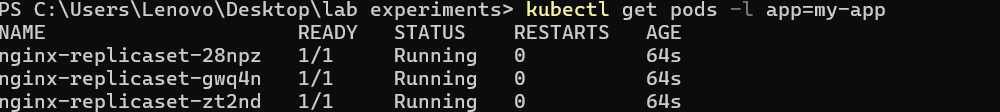 PS C:\Users\Lenovo\Desktop\lab experiments> kubectl get pods -l app=my-app
NAME READY STATUS RESTARTS AGE
nginx-replicaset-28npz 1/1 Running 0 64s
nginx-replicaset-gwq4n 1/1 Running 0 64s
nginx-replicaset-zt2nd 1/1 Running 0 64s